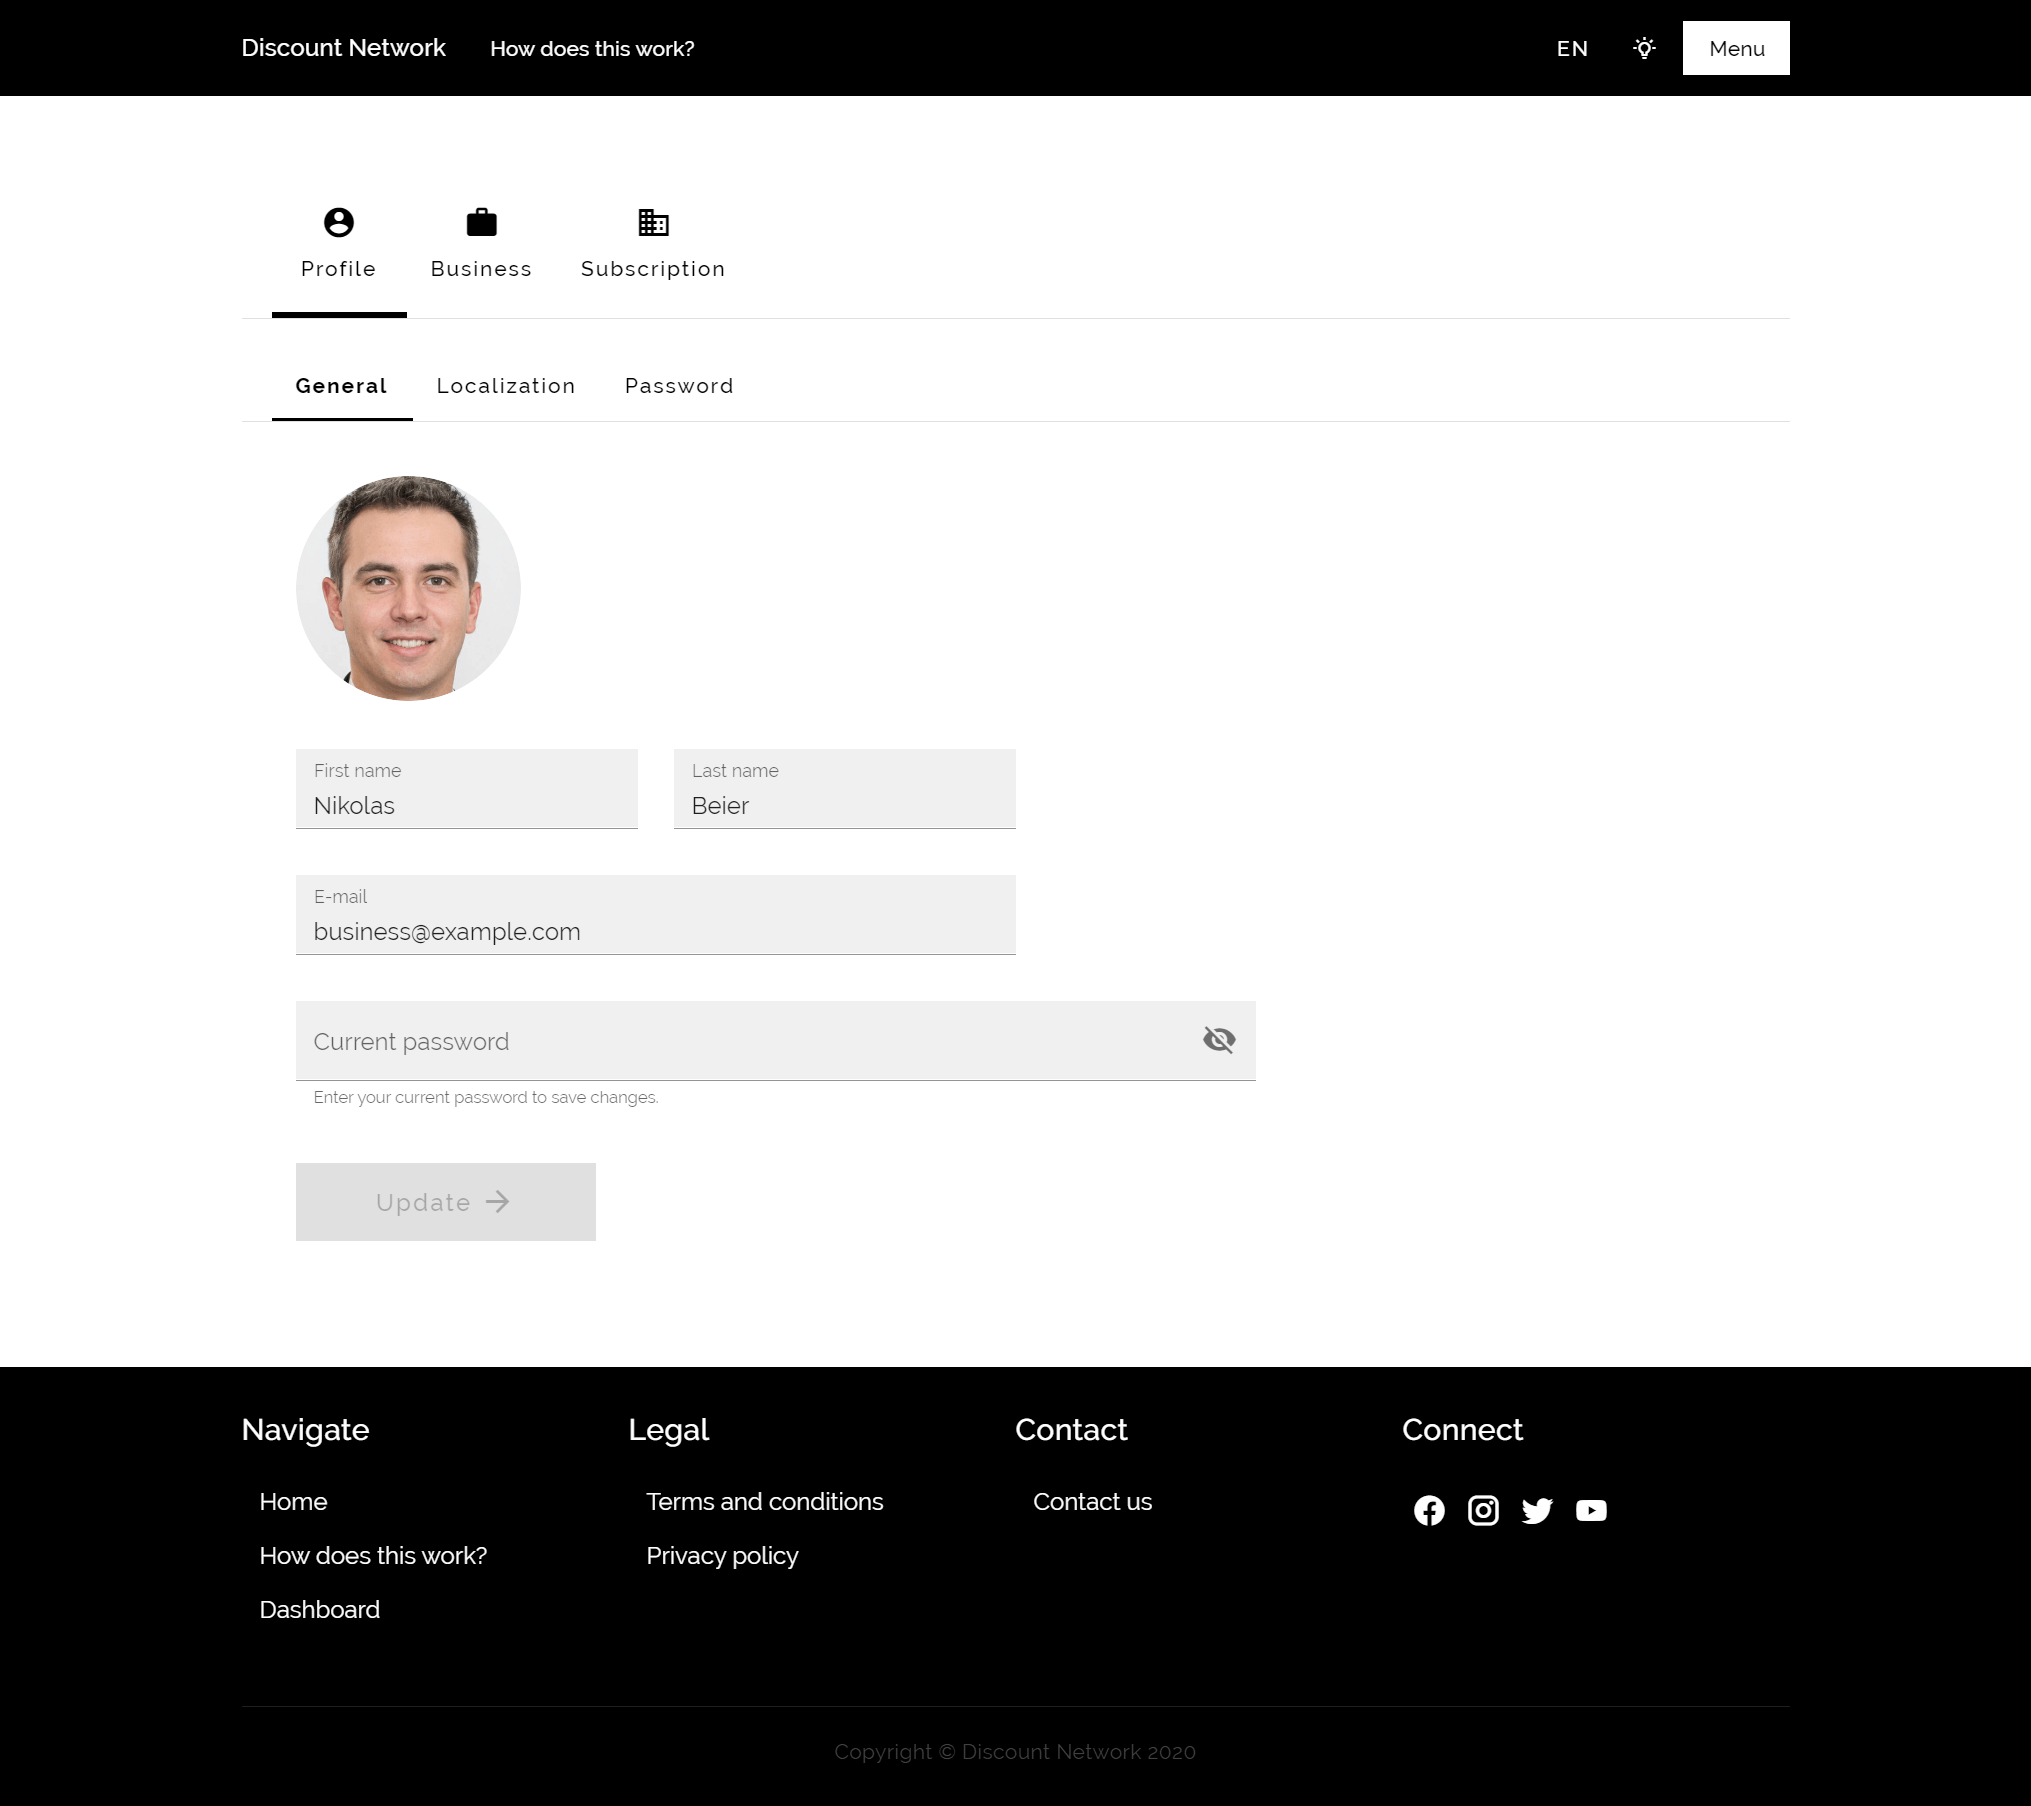 Discount Network How does this work? EN Menu
Profile Business Subscription
General Localization Password
First name Last name
Nikolas Beier
E-mail
business@example.com
Current password
Enter your current password to save changes.
Update
Navigate Legal Contact Connect
Home Terms and conditions Contact us
How does this work? Privacy policy
Dashboard
Copyright © Discount Network 2020